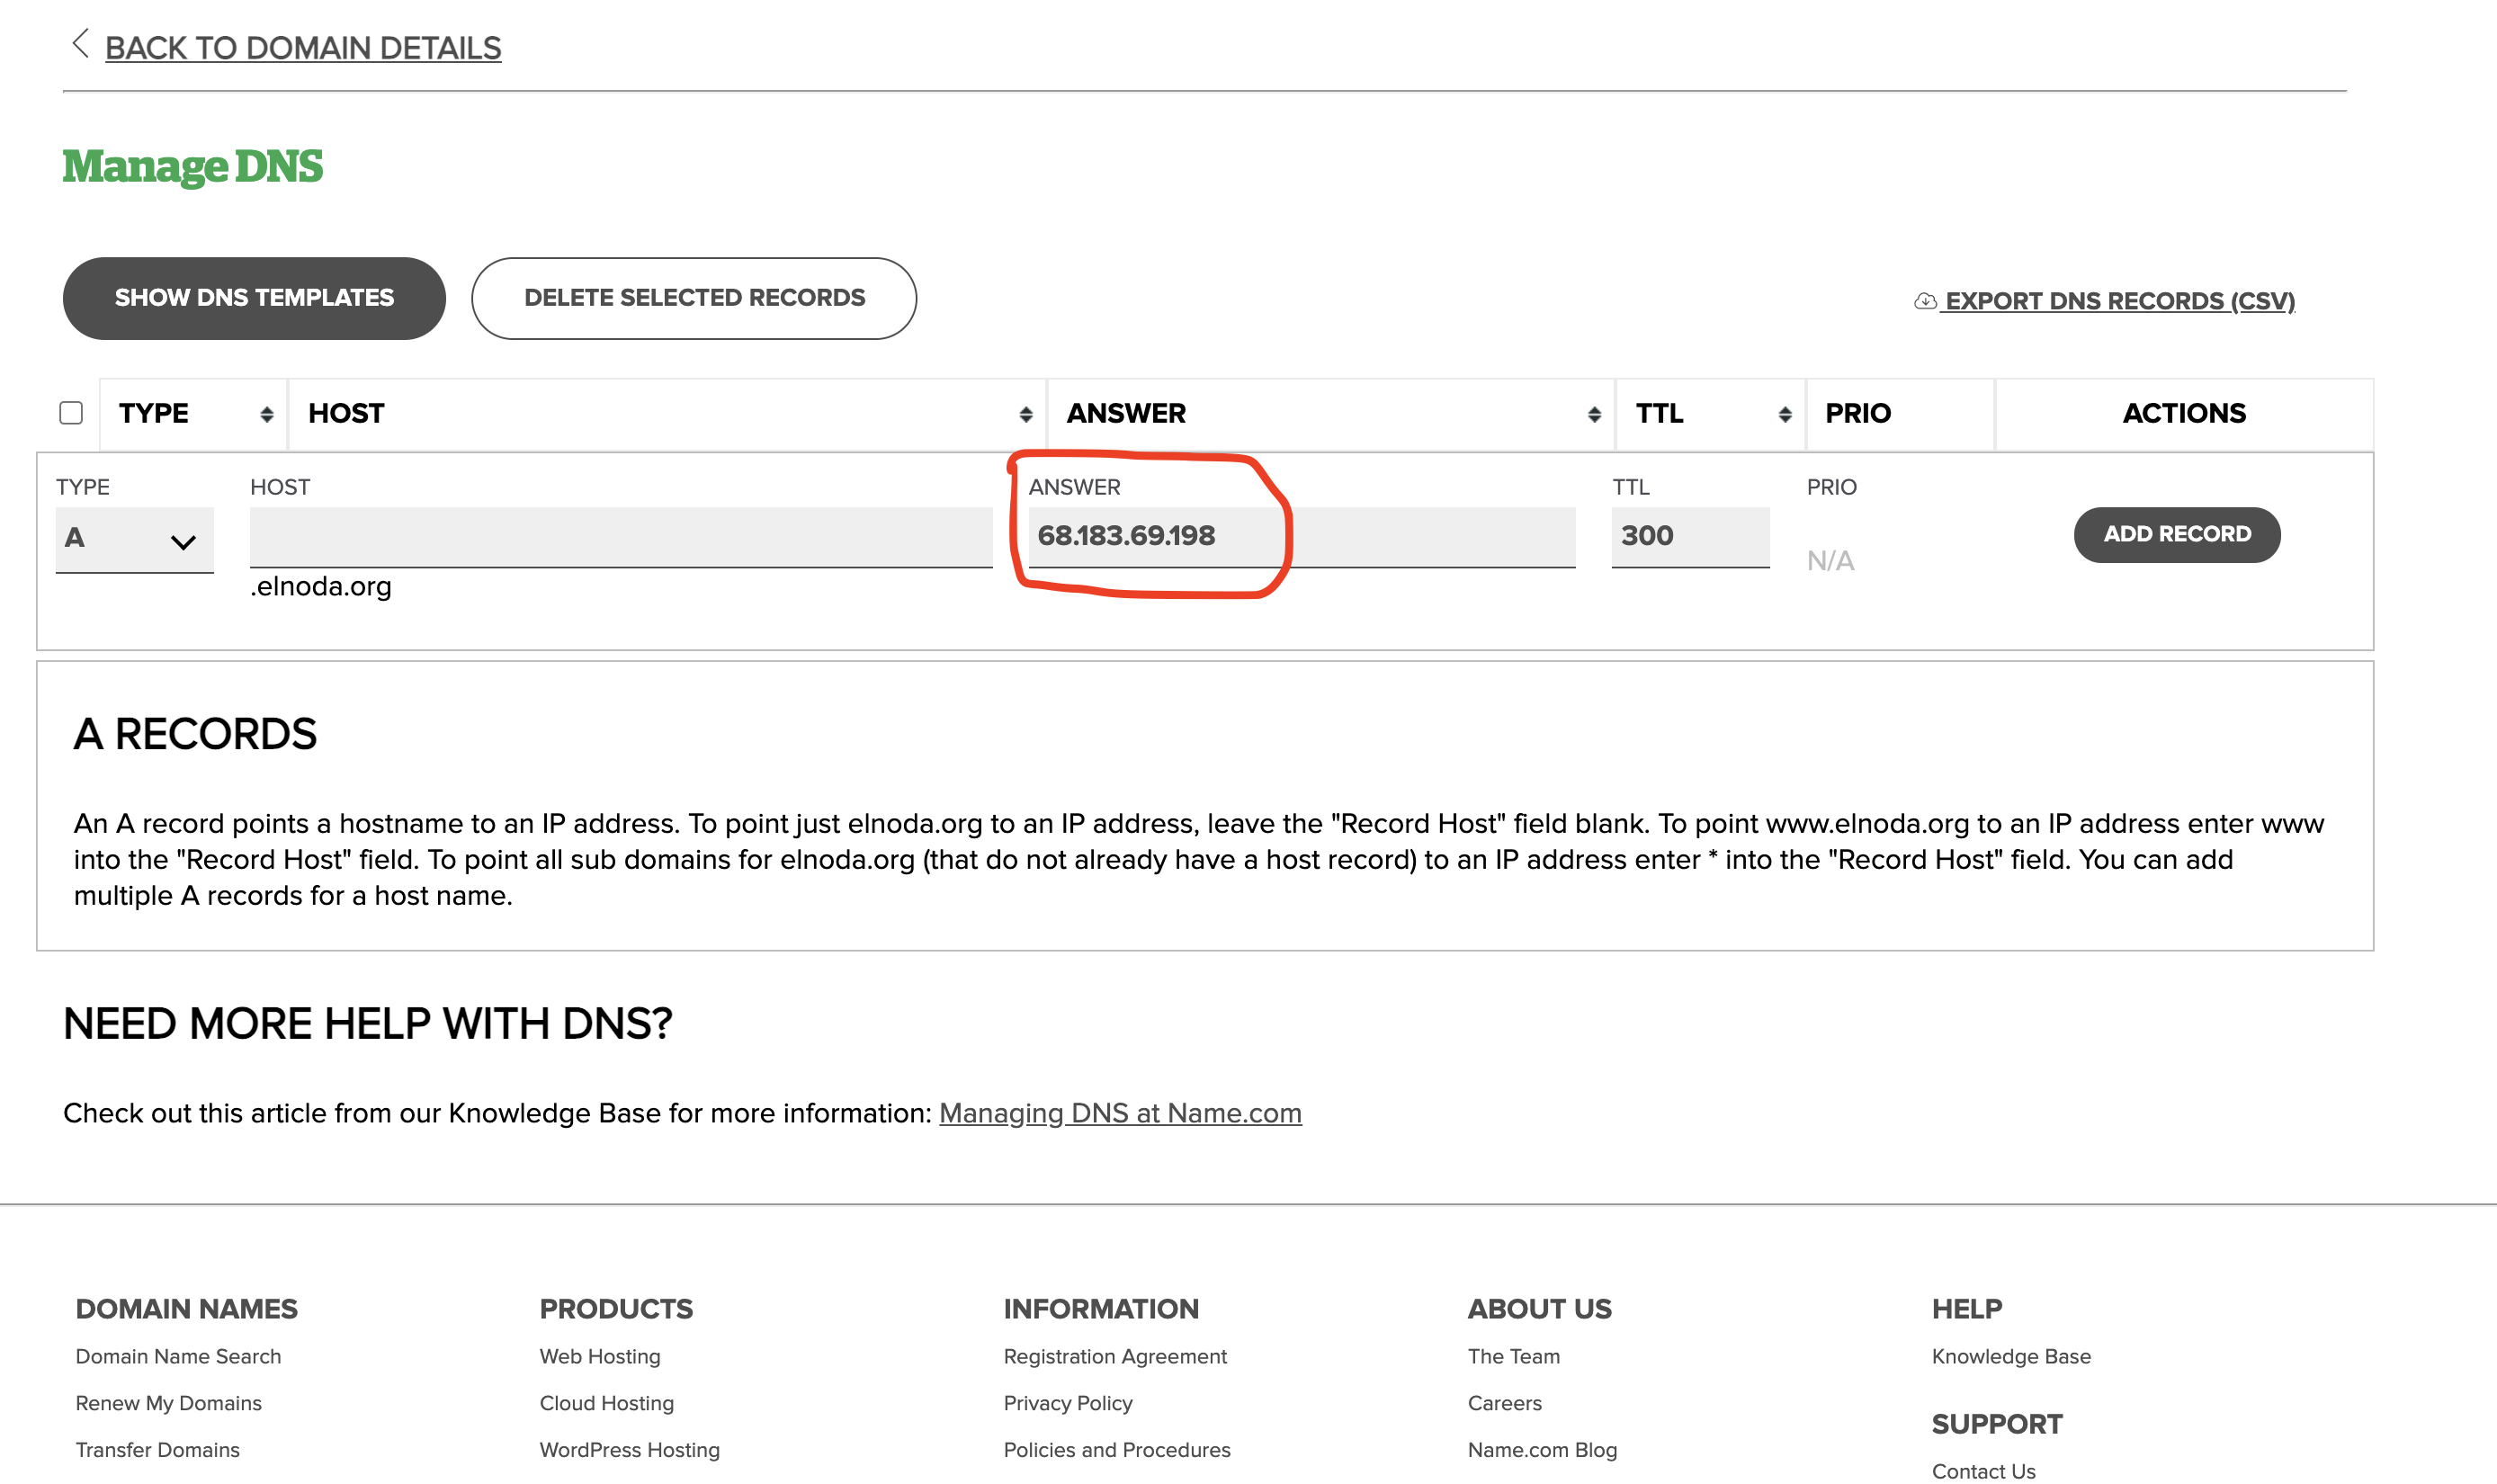 BACK TO DOMAIN DETAILS
Manage DNS
SHOW DNS TEMPLATES
DELETE SELECTED RECORDS
EXPORT DNS RECORDS (CSV)
TYPE HOST ANSWER TTL PRIO ACTIONS
TYPE HOST ANSWER TTL PRIO
A 68.183.69.198 300 N/A ADD RECORD
.elnoda.org
A RECORDS
An A record points a hostname to an IP address. To point just elnoda.org to an IP address, leave the "Record Host" field blank. To point www.elnoda.org to an IP address enter www
into the "Record Host" field. To point all sub domains for elnoda.org (that do not already have a host record) to an IP address enter * into the "Record Host" field. You can add
multiple A records for a host name.
NEED MORE HELP WITH DNS?
Check out this article from our Knowledge Base for more information: Managing DNS at Name.com
DOMAIN NAMES
Domain Name Search
Renew My Domains
Transfer Domains
PRODUCTS
Web Hosting
Cloud Hosting
WordPress Hosting
INFORMATION
Registration Agreement
Privacy Policy
Policies and Procedures
ABOUT US
The Team
Careers
Name.com Blog
HELP
Knowledge Base
SUPPORT
Contact Us